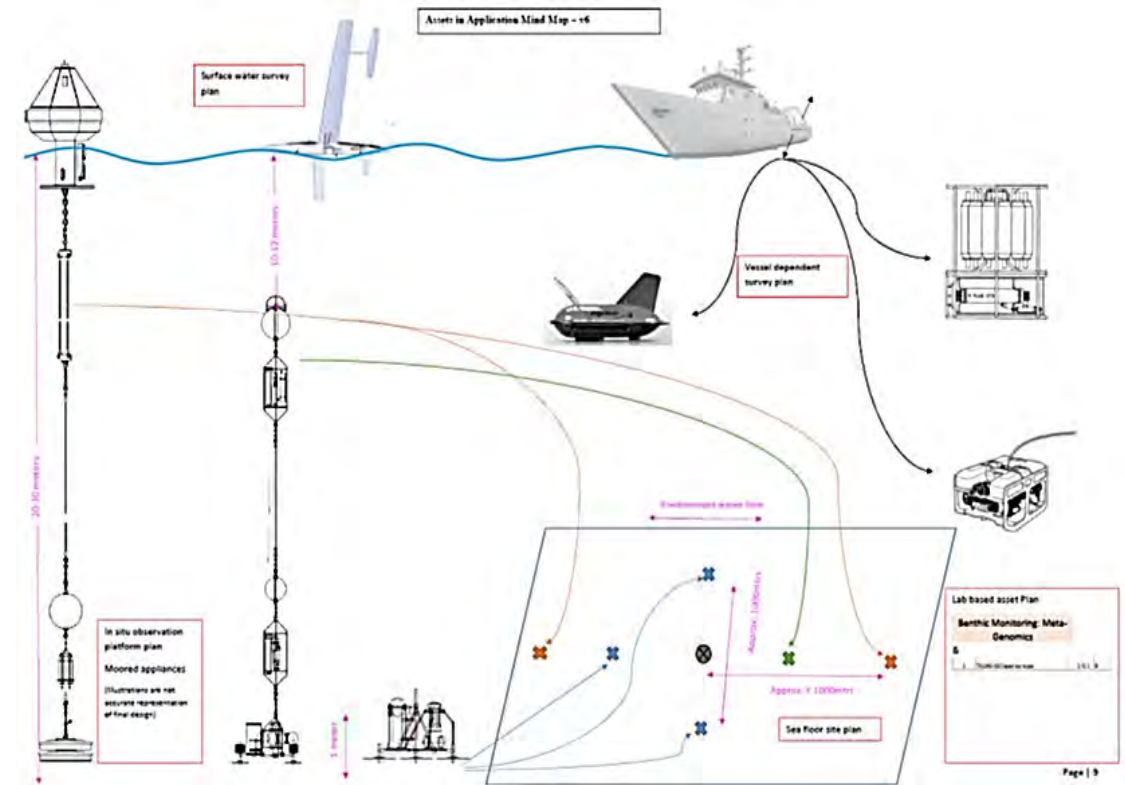 Assets in Application Mind Map – v6
Surface water survey
plan
10-12 meters
Vessel dependent
survey plan
20-30 meters
Predominant water flow
Approx. 1000mtrs
Approx. 1000mtrs
In situ observation
platform plan
Moored appliances
(Illustrations are not
accurate representation
of final design)
1 meter
Sea floor site plan
Lab based asset Plan
Benthic Monitoring: Meta-
Genomics
&
Page | 9